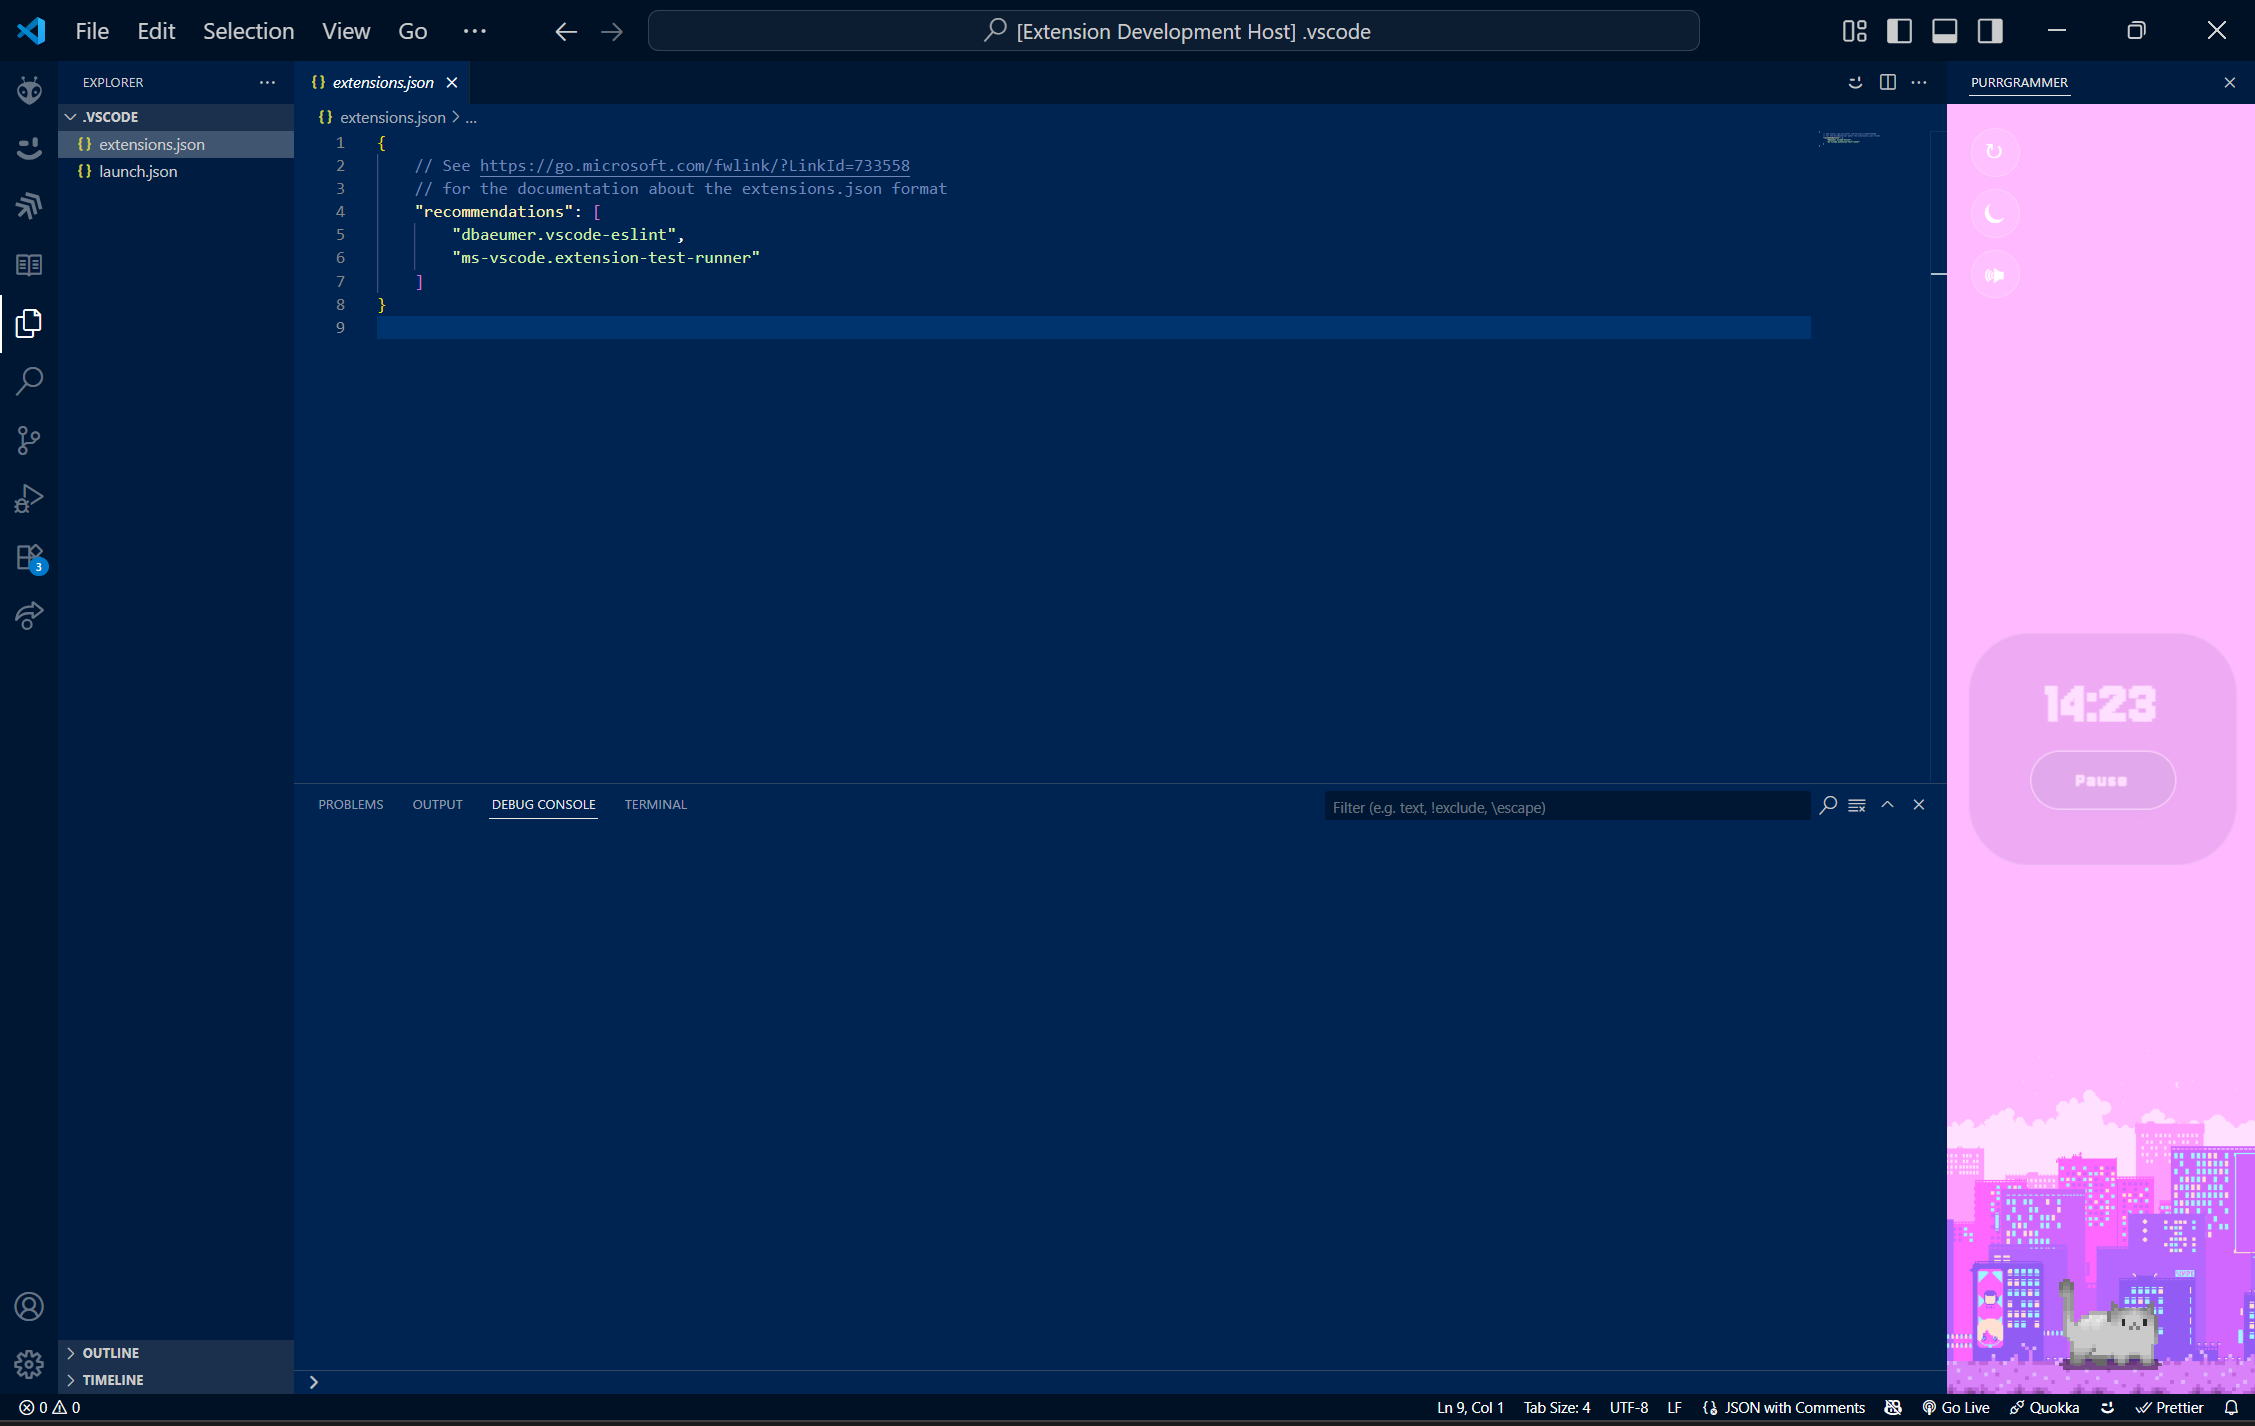 File Edit Selection View Go ···
[Extension Development Host] .vscode
EXPLORER
.VSCODE
extensions.json
launch.json
OUTLINE
TIMELINE
3
extensions.json
extensions.json > ...
1 {
2 // See https://go.microsoft.com/fwlink/?LinkId=733558
3 // for the documentation about the extensions.json format
4 "recommendations": [
5 "dbaeumer.vscode-eslint",
6 "ms-vscode.extension-test-runner"
7 ]
8 }
9
PROBLEMS OUTPUT DEBUG CONSOLE TERMINAL
Filter (e.g. text, !exclude, \escape)
PURRGRAMMER
14:23
Pause
0 0
Ln 9, Col 1 Tab Size: 4 UTF-8 LF {} JSON with Comments Go Live Quokka Prettier